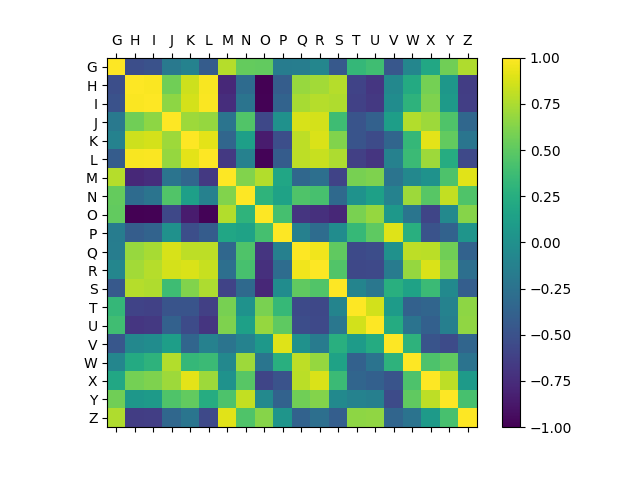 G H I J K L M N O P Q R S T U V W X Y Z
G
H
I
J
K
L
M
N
O
P
Q
R
S
T
U
V
W
X
Y
Z
1.00
0.75
0.50
0.25
0.00
−0.25
−0.50
−0.75
−1.00